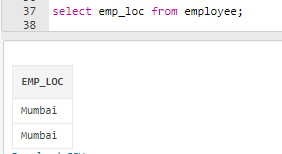 37 select emp_loc from employee;
38
EMP_LOC
Mumbai
Mumbai